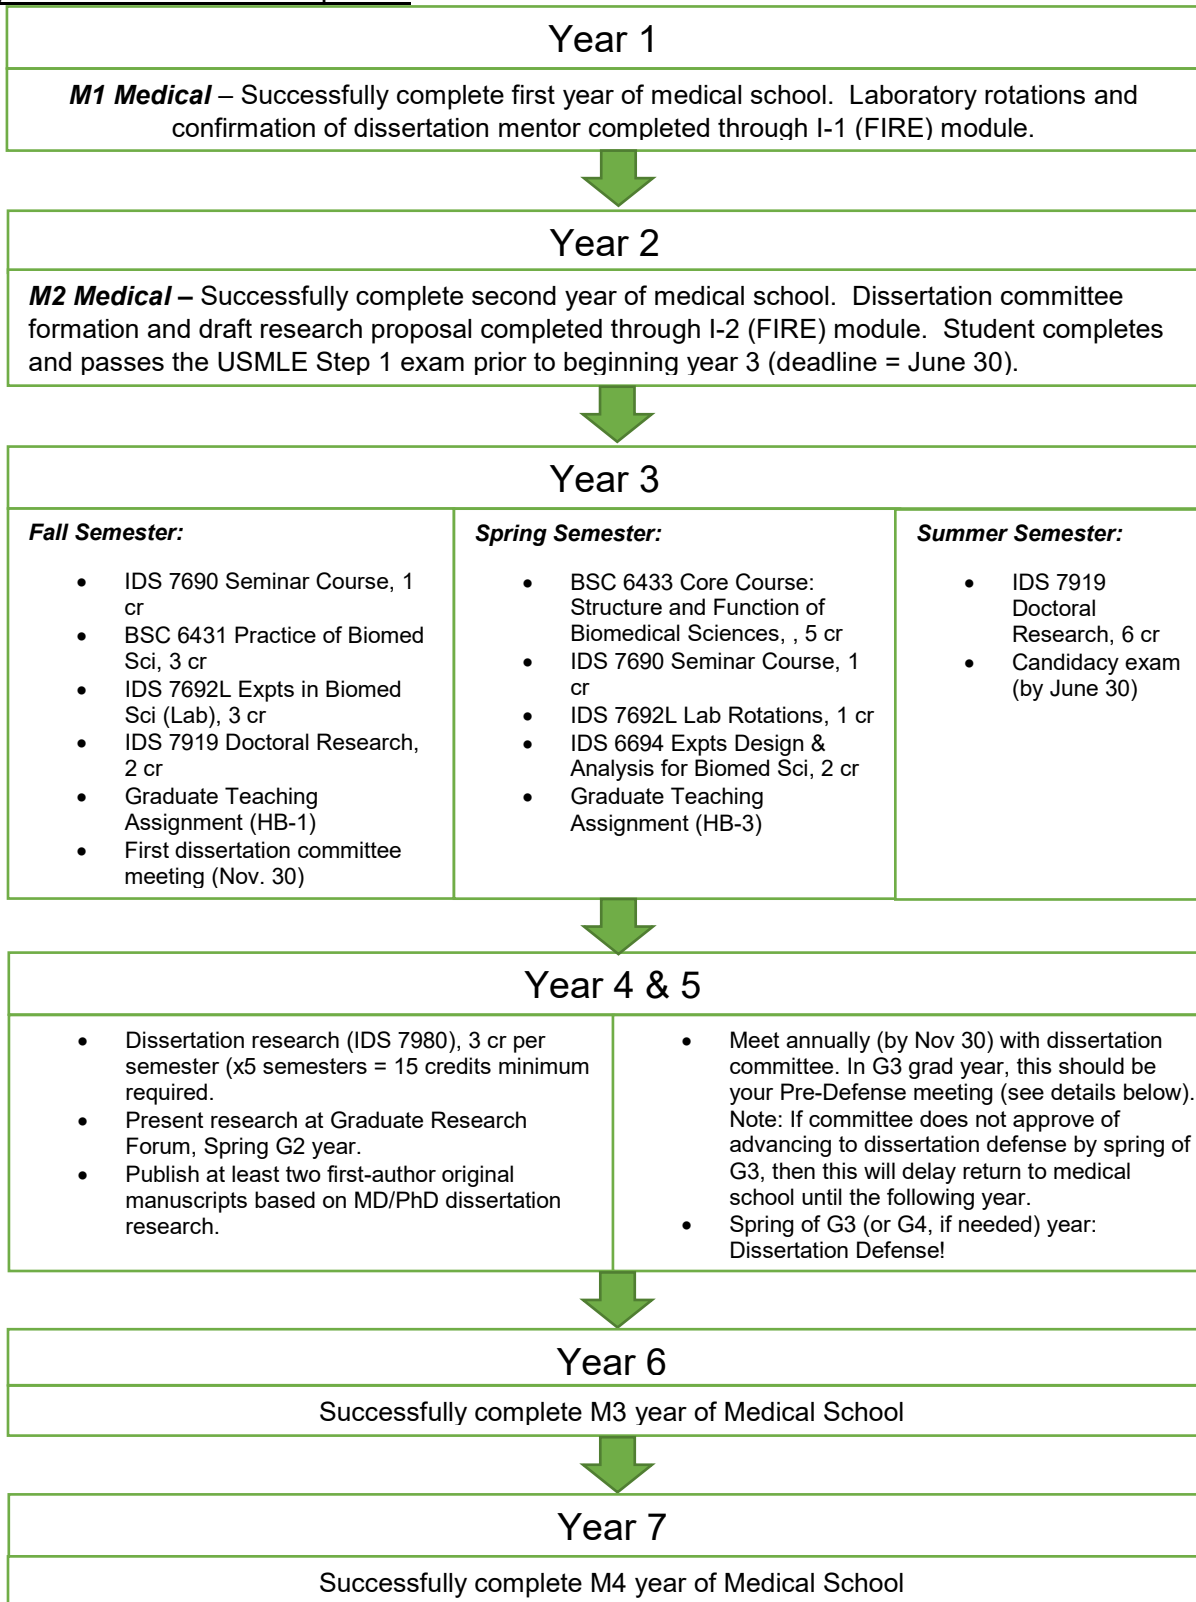 Year 1
M1 Medical – Successfully complete first year of medical school.  Laboratory rotations and
confirmation of dissertation mentor completed through I-1 (FIRE) module.
Year 2
M2 Medical – Successfully complete second year of medical school.  Dissertation committee
formation and draft research proposal completed through I-2 (FIRE) module.  Student completes
and passes the USMLE Step 1 exam prior to beginning year 3 (deadline = June 30).
Year 3
Fall Semester:
• IDS 7690 Seminar Course, 1
cr
• BSC 6431 Practice of Biomed
Sci, 3 cr
• IDS 7692L Expts in Biomed
Sci (Lab), 3 cr
• IDS 7919 Doctoral Research,
2 cr
• Graduate Teaching
Assignment (HB-1)
• First dissertation committee
meeting (Nov. 30)
Spring Semester:
• BSC 6433 Core Course:
Structure and Function of
Biomedical Sciences, , 5 cr
• IDS 7690 Seminar Course, 1
cr
• IDS 7692L Lab Rotations, 1 cr
• IDS 6694 Expts Design &
Analysis for Biomed Sci, 2 cr
• Graduate Teaching
Assignment (HB-3)
Summer Semester:
• IDS 7919
Doctoral
Research, 6 cr
• Candidacy exam
(by June 30)
Year 4 & 5
• Dissertation research (IDS 7980), 3 cr per
semester (x5 semesters = 15 credits minimum
required.
• Present research at Graduate Research
Forum, Spring G2 year.
• Publish at least two first-author original
manuscripts based on MD/PhD dissertation
research.
• Meet annually (by Nov 30) with dissertation
committee. In G3 grad year, this should be
your Pre-Defense meeting (see details below).
Note: If committee does not approve of
advancing to dissertation defense by spring of
G3, then this will delay return to medical
school until the following year.
• Spring of G3 (or G4, if needed) year:
Dissertation Defense!
Year 6
Successfully complete M3 year of Medical School
Year 7
Successfully complete M4 year of Medical School